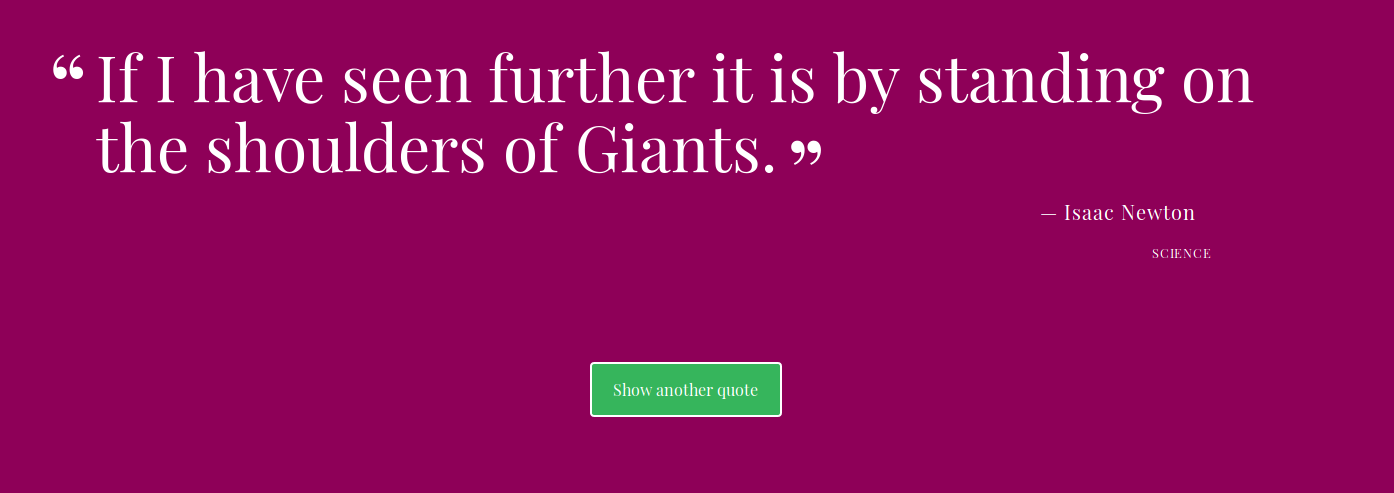 “ If I have seen further it is by standing on
the shoulders of Giants. ”
— Isaac Newton
SCIENCE
Show another quote